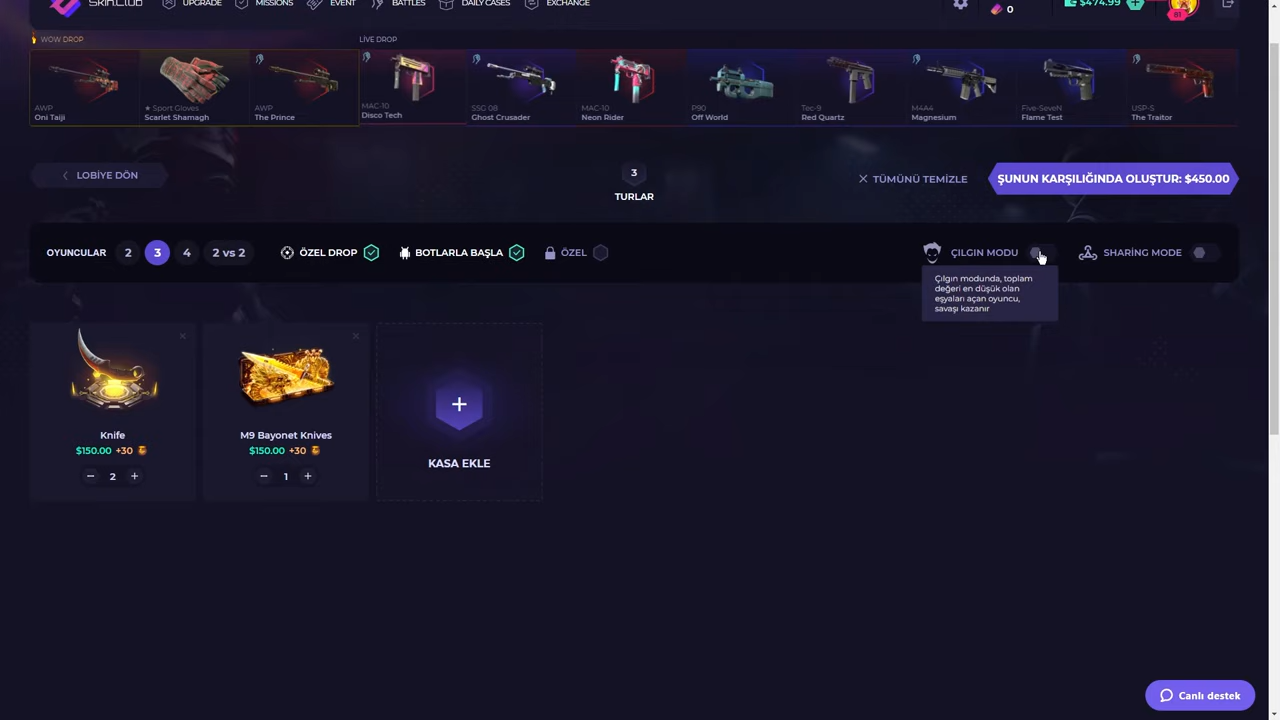 SkinClub UPGRADE MISSIONS EVENT BATTLES DAILY CASES EXCHANGE 0 $474.99
WOW DROP
LIVE DROP
AWP
Oni Taiji
★ Sport Gloves
Scarlet Shamagh
AWP
The Prince
MAC-10
Disco Tech
SSG 08
Ghost Crusader
MAC-10
Neon Rider
P90
Off World
Tec-9
Red Quartz
M4A4
Magnesium
Five-SeveN
Flame Test
USP-S
The Traitor
LOBİYE DÖN
3
TURLAR
TÜMÜNÜ TEMİZLE
ŞUNUN KARŞILIĞINDA OLUŞTUR: $450.00
OYUNCULAR 2 3 4 2 vs 2 ÖZEL DROP BOTLARLA BAŞLA ÖZEL ÇILGIN MODU SHARING MODE
Çılgın modunda, toplam
değeri en düşük olan
eşyaları açan oyuncu,
savaşı kazanır
Knife
$150.00 +30
2
M9 Bayonet Knives
$150.00 +30
1
KASA EKLE
Canlı destek